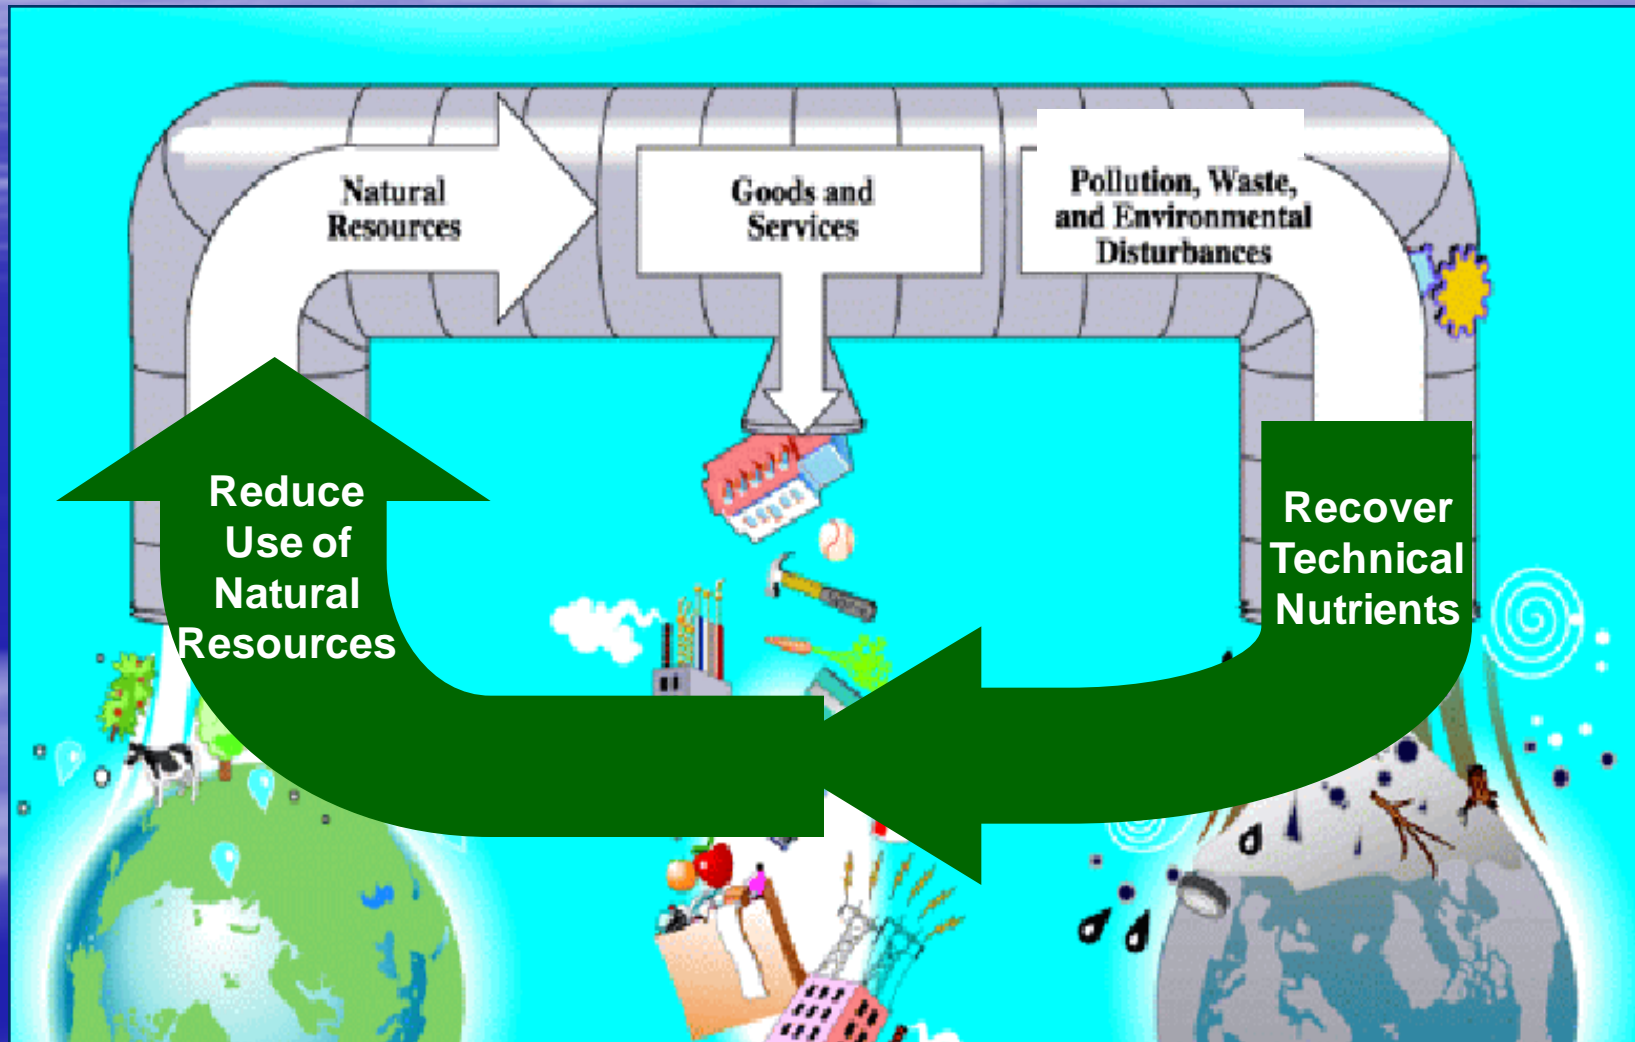 Natural
Resources
Goods and
Services
Pollution, Waste,
and Environmental
Disturbances
Reduce
Use of
Natural
Resources
Recover
Technical
Nutrients